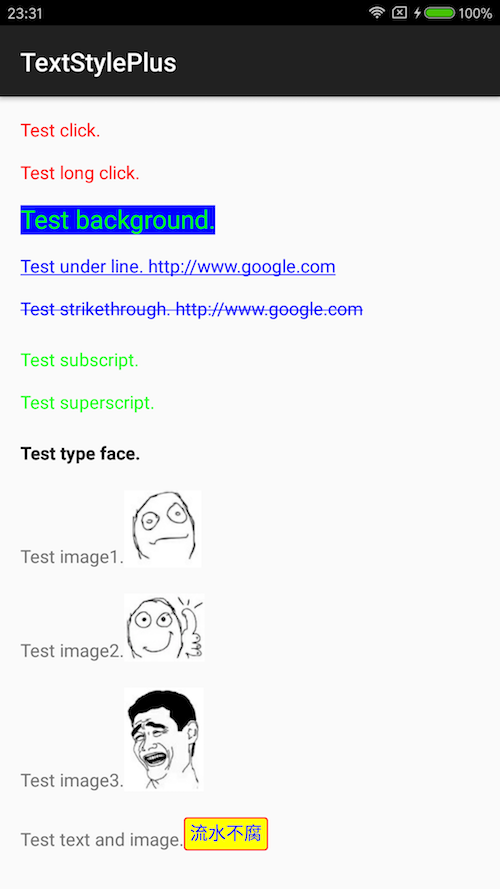 23:31 100%
TextStylePlus
Test click.
Test long click.
Test background.
Test under line. http://www.google.com
Test strikethrough. http://www.google.com
Test subscript.
Test superscript.
Test type face.
Test image1.
Test image2.
Test image3.
Test text and image.流水不腐